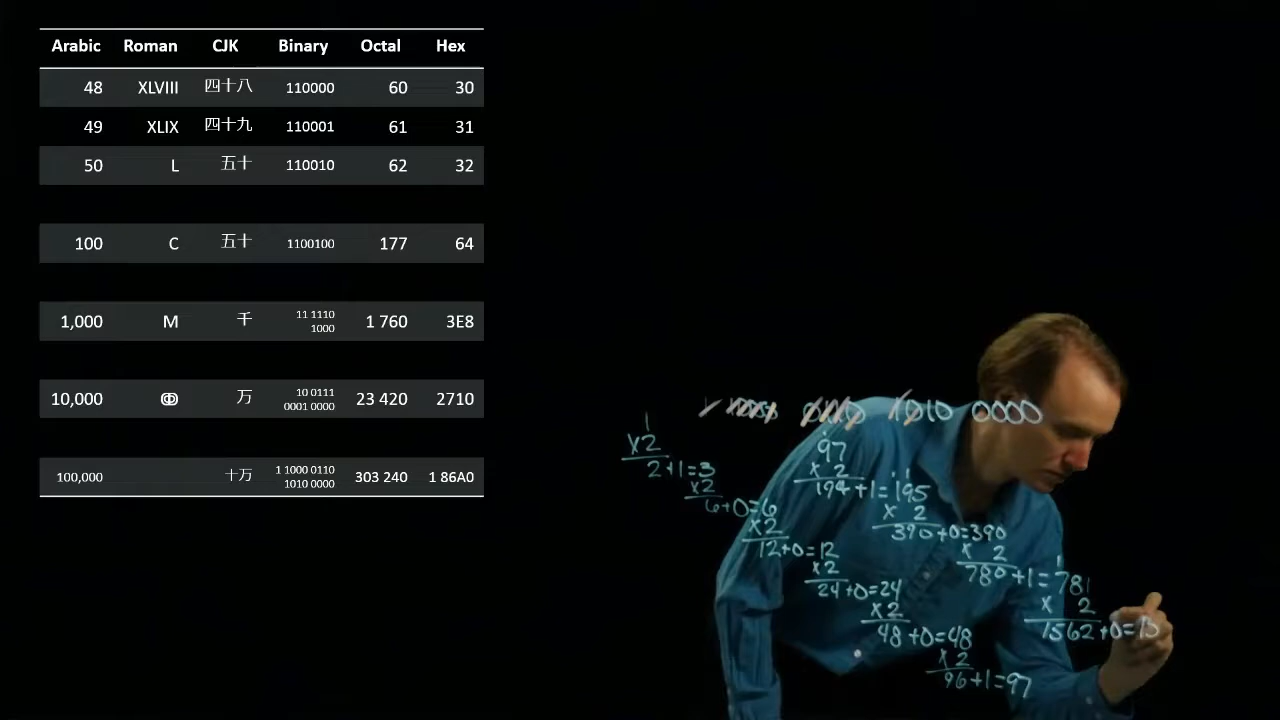 Arabic Roman CJK Binary Octal Hex
48 XLVIII 四十八 110000 60 30
49 XLIX 四十九 110001 61 31
50 L 五十 110010 62 32
100 C 五十 1100100 177 64
1,000 M 千 11 1110 1000 1 760 3E8
10,000 ↂ 万 10 0111 0001 0000 23 420 2710
100,000 十万 1 1000 0110 1010 0000 303 240 1 86A0
1010 0000
1
x2
2+1=3
x2
6+0=6
x2
12+0=12
x2
24+0=24
x2
48+0=48
x2
96+1=97
97
x 2
194+1=195
x 2
390+0=390
x 2
780+1=781
x 2
1562+0=15